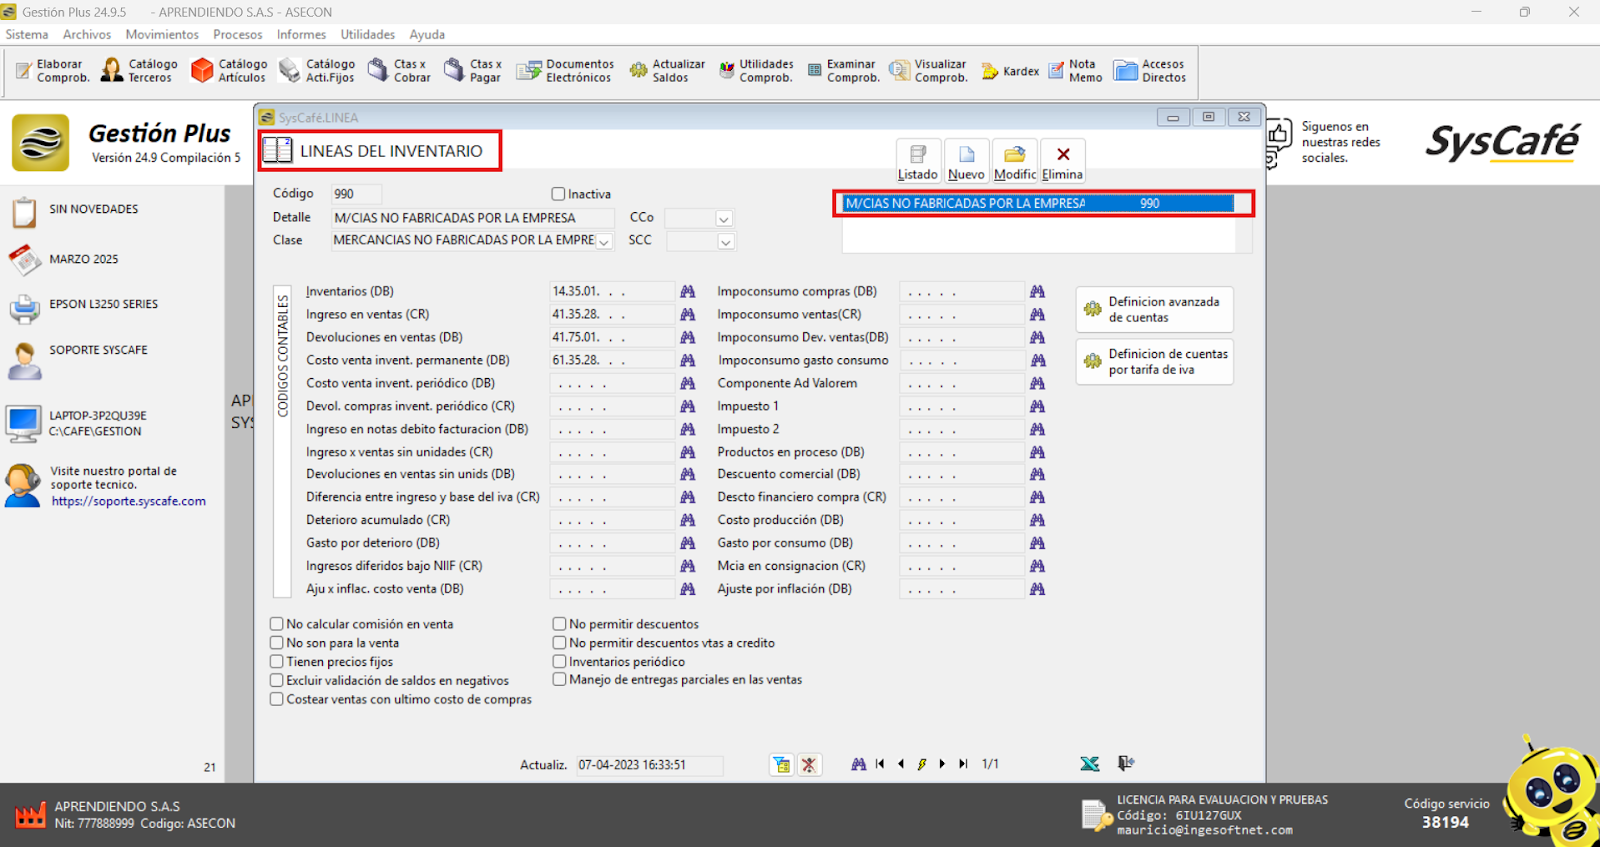 Gestión Plus 24.9.5 - APRENDIENDO S.A.S - ASECON
Sistema Archivos Movimientos Procesos Informes Utilidades Ayuda
Elaborar Comprob.
Catálogo Terceros
Catálogo Artículos
Catálogo Acti.Fijos
Ctas x Cobrar
Ctas x Pagar
Documentos Electrónicos
Actualizar Saldos
Utilidades Comprob.
Examinar Comprob.
Visualizar Comprob.
Kardex
Nota Memo
Accesos Directos
Gestión Plus
Versión 24.9 Compilación 5
Siguenos en
nuestras redes
sociales.
SysCafé
SIN NOVEDADES
MARZO 2025
EPSON L3250 SERIES
SOPORTE SYSCAFE
LAPTOP-3P2QU39E
C:\CAFE\GESTION
Visite nuestro portal de
soporte tecnico.
https://soporte.syscafe.com
21
AP
SYS
SysCafé.LINEA
LINEAS DEL INVENTARIO
Listado Nuevo Modific Elimina
Código 990 Inactiva
Detalle M/CIAS NO FABRICADAS POR LA EMPRESA CCo
Clase MERCANCIAS NO FABRICADAS POR LA EMPRE SCC
M/CIAS NO FABRICADAS POR LA EMPRESA 990
CODIGOS CONTABLES
Inventarios (DB) 14.35.01. . . Impoconsumo compras (DB) . . . . .
Ingreso en ventas (CR) 41.35.28. . . Impoconsumo ventas(CR) . . . . .
Devoluciones en ventas (DB) 41.75.01. . . Impoconsumo Dev. ventas(DB) . . . . .
Costo venta invent. permanente (DB) 61.35.28. . . Impoconsumo gasto consumo . . . . .
Costo venta invent. periódico (DB) . . . . . Componente Ad Valorem . . . . .
Devol. compras invent. periódico (CR) . . . . . Impuesto 1 . . . . .
Ingreso en notas debito facturacion (DB) . . . . . Impuesto 2 . . . . .
Ingreso x ventas sin unidades (CR) . . . . . Productos en proceso (DB) . . . . .
Devoluciones en ventas sin unids (DB) . . . . . Descuento comercial (DB) . . . . .
Diferencia entre ingreso y base del iva (CR) . . . . . Descto financiero compra (CR) . . . . .
Deterioro acumulado (CR) . . . . . Costo producción (DB) . . . . .
Gasto por deterioro (DB) . . . . . Gasto por consumo (DB) . . . . .
Ingresos diferidos bajo NIIF (CR) . . . . . Mcia en consignacion (CR) . . . . .
Aju x inflac. costo venta (DB) . . . . . Ajuste por inflación (DB) . . . . .
Definicion avanzada
de cuentas
Definicion de cuentas
por tarifa de iva
No calcular comisión en venta No permitir descuentos
No son para la venta No permitir descuentos vtas a credito
Tienen precios fijos Inventarios periódico
Excluir validación de saldos en negativos Manejo de entregas parciales en las ventas
Costear ventas con ultimo costo de compras
Actualiz. 07-04-2023 16:33:51 1/1
APRENDIENDO S.A.S
Nit: 777888999 Codigo: ASECON
LICENCIA PARA EVALUACION Y PRUEBAS
Código: 6IU127GUX
mauricio@ingesoftnet.com
Código servicio
38194